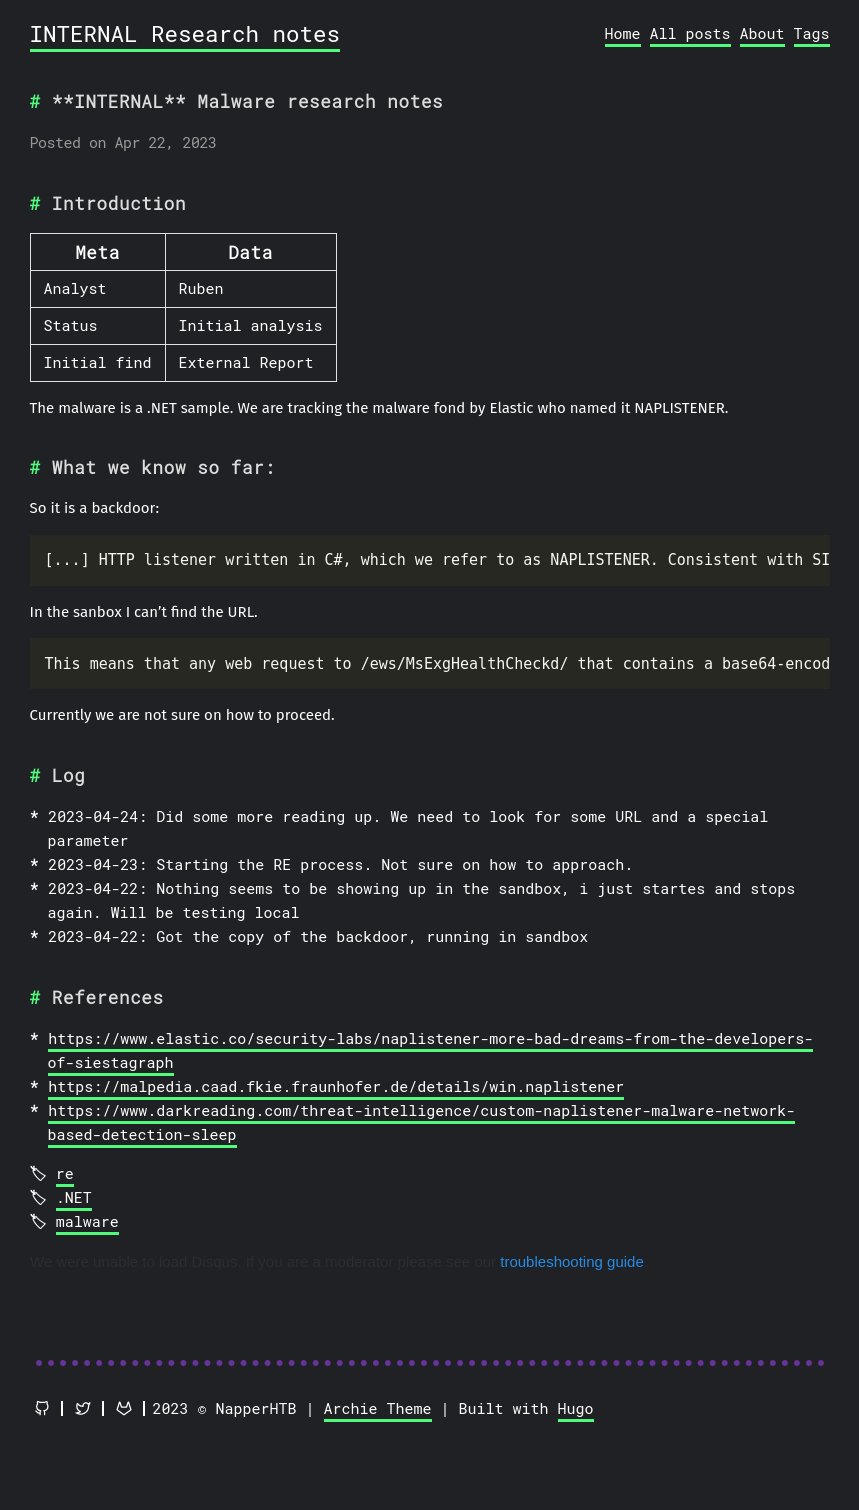 INTERNAL Research notes
Home All posts About Tags
# **INTERNAL** Malware research notes
Posted on Apr 22, 2023
# Introduction
Meta Data
Analyst Ruben
Status Initial analysis
Initial find External Report
The malware is a .NET sample. We are tracking the malware fond by Elastic who named it NAPLISTENER.
# What we know so far:
So it is a backdoor:
[...] HTTP listener written in C#, which we refer to as NAPLISTENER. Consistent with SI
In the sanbox I can't find the URL.
This means that any web request to /ews/MsExgHealthCheckd/ that contains a base64-encod
Currently we are not sure on how to proceed.
# Log
* 2023-04-24: Did some more reading up. We need to look for some URL and a special
parameter
* 2023-04-23: Starting the RE process. Not sure on how to approach.
* 2023-04-22: Nothing seems to be showing up in the sandbox, i just startes and stops
again. Will be testing local
* 2023-04-22: Got the copy of the backdoor, running in sandbox
# References
* https://www.elastic.co/security-labs/naplistener-more-bad-dreams-from-the-developers-
of-siestagraph
* https://malpedia.caad.fkie.fraunhofer.de/details/win.naplistener
* https://www.darkreading.com/threat-intelligence/custom-naplistener-malware-network-
based-detection-sleep
re
.NET
malware
We were unable to load Disqus. If you are a moderator please see our troubleshooting guide
2023 © NapperHTB | Archie Theme | Built with Hugo